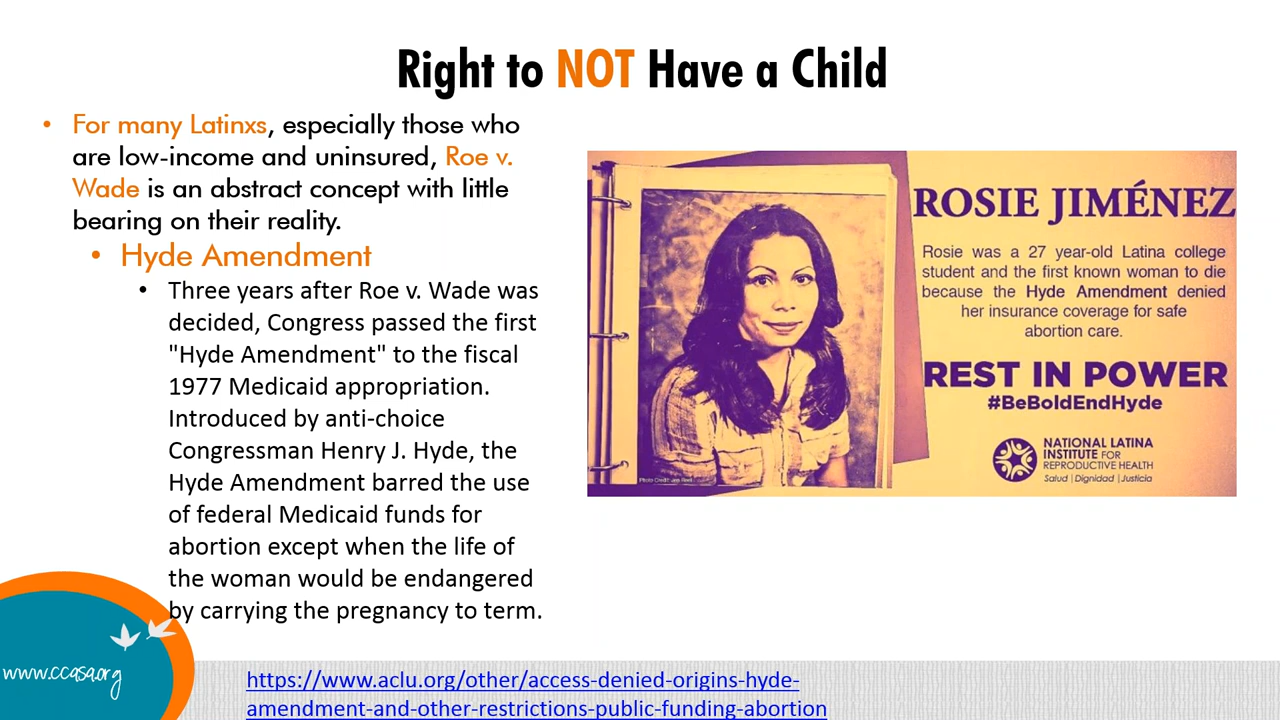 Right to NOT Have a Child
• For many Latinxs, especially those who
are low-income and uninsured, Roe v.
Wade is an abstract concept with little
bearing on their reality.
• Hyde Amendment
• Three years after Roe v. Wade was
decided, Congress passed the first
"Hyde Amendment" to the fiscal
1977 Medicaid appropriation.
Introduced by anti-choice
Congressman Henry J. Hyde, the
Hyde Amendment barred the use
of federal Medicaid funds for
abortion except when the life of
the woman would be endangered
by carrying the pregnancy to term.
ROSIE JIMÉNEZ
Rosie was a 27 year-old Latina college
student and the first known woman to die
because the Hyde Amendment denied
her insurance coverage for safe
abortion care.
REST IN POWER
#BeBoldEndHyde
NATIONAL LATINA
INSTITUTE FOR
REPRODUCTIVE HEALTH
Salud | Dignidad | Justicia
Photo Credit:
www.ccasa.org
https://www.aclu.org/other/access-denied-origins-hyde-
amendment-and-other-restrictions-public-funding-abortion